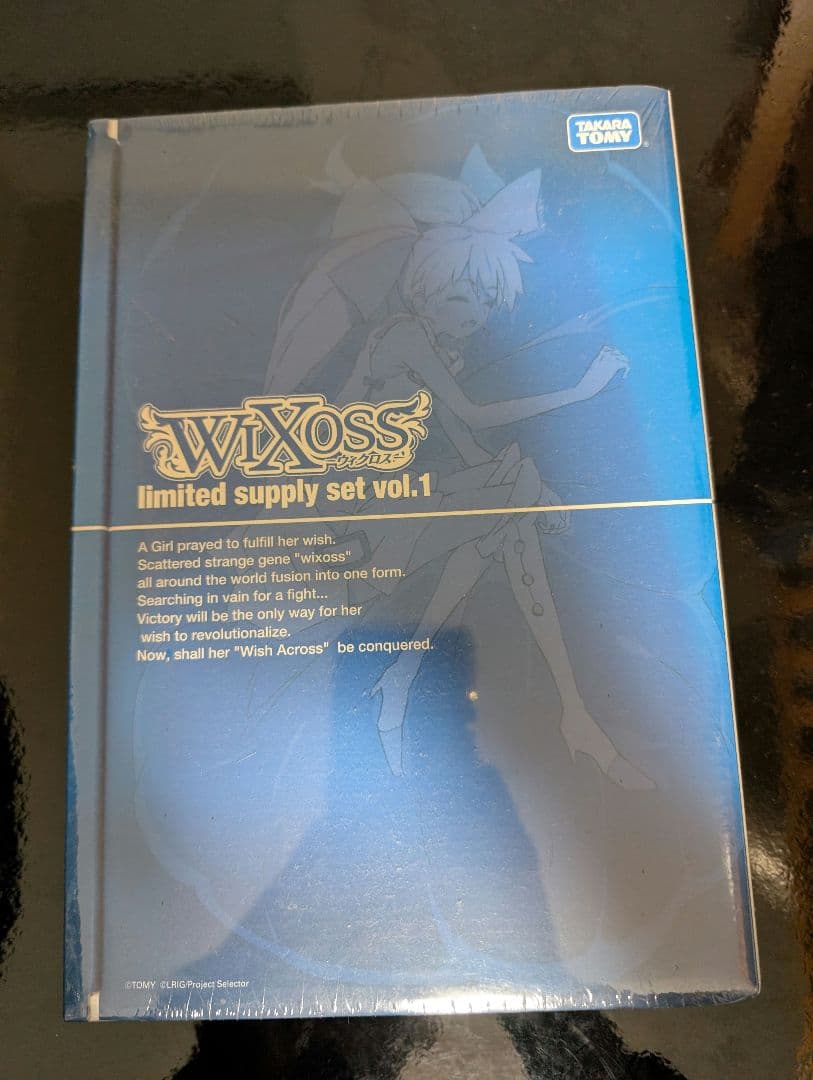 TAKARA
TOMY
WIXOSS
ウィクロス
limited supply set vol.1
A Girl prayed to fulfill her wish.
Scattered strange gene "wixoss"
all around the world fusion into one form.
Searching in vain for a fight...
Victory will be the only way for her
wish to revolutionalize.
Now, shall her "Wish Across" be conquered.
©TOMY ©LRIG/Project Selector